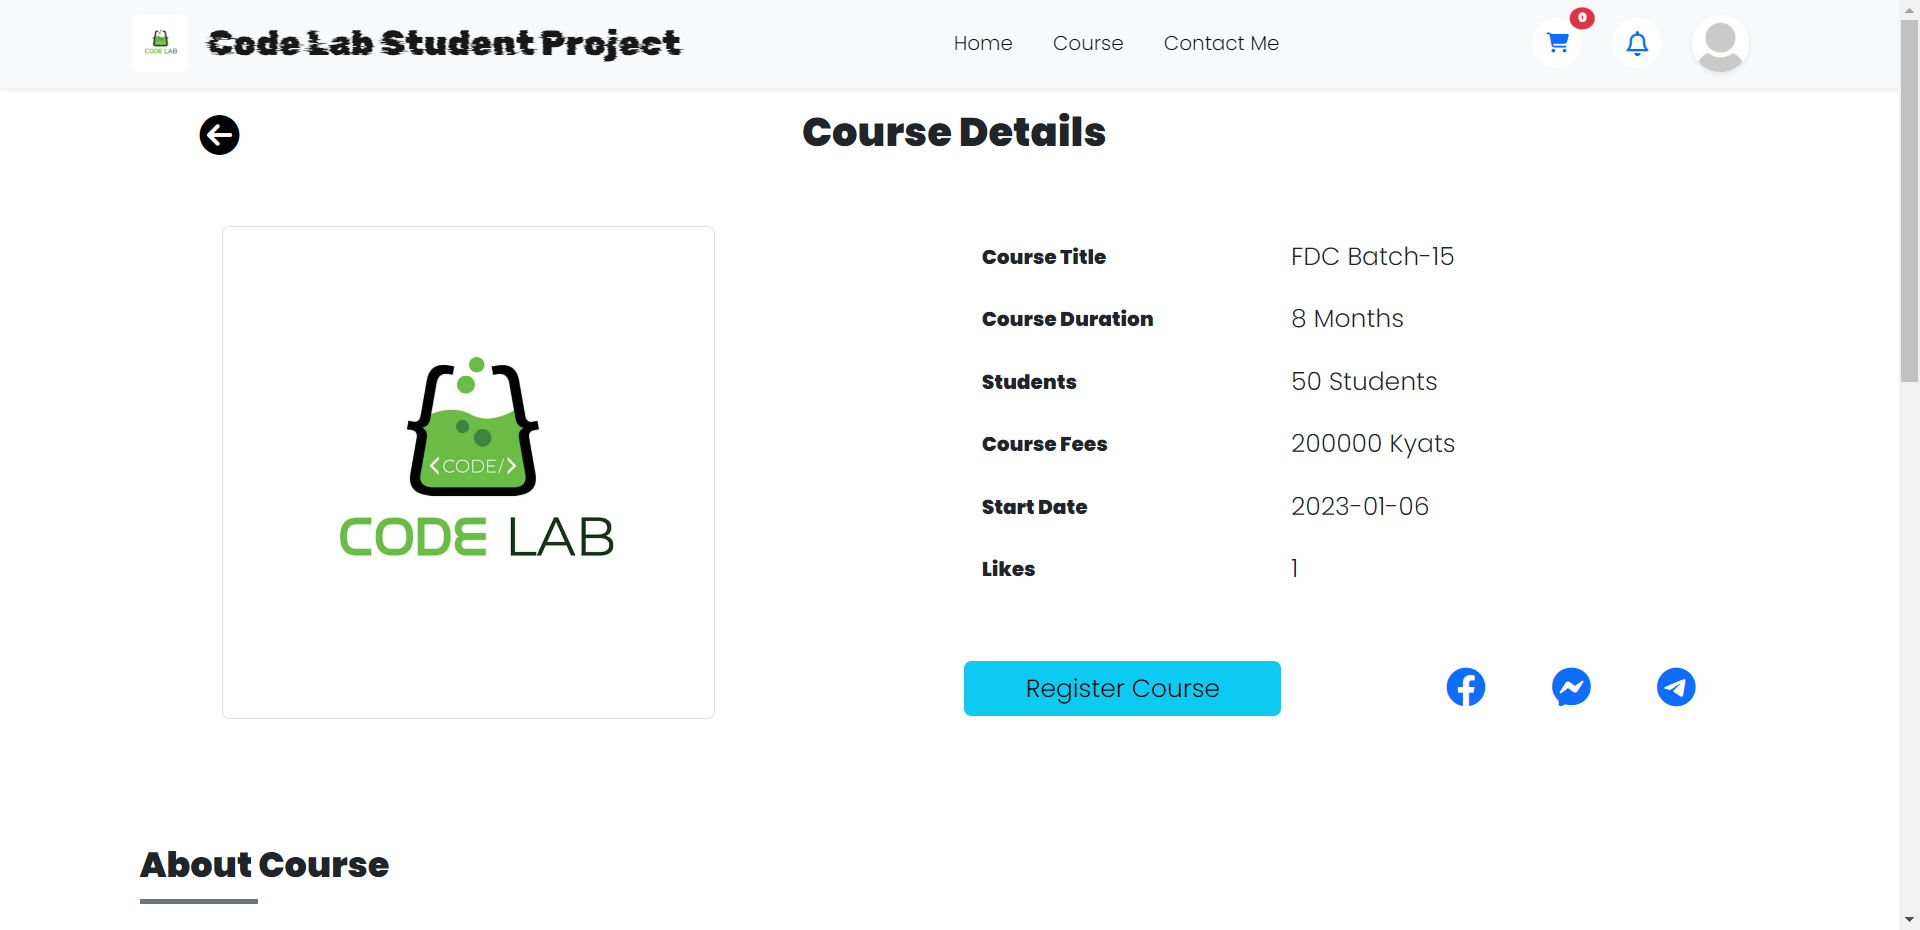 CODE LAB
Code Lab Student Project
Home
Course
Contact Me
0
Course Details
<CODE/>
CODE LAB
Course Title
FDC Batch-15
Course Duration
8 Months
Students
50 Students
Course Fees
200000 Kyats
Start Date
2023-01-06
Likes
1
Register Course
About Course